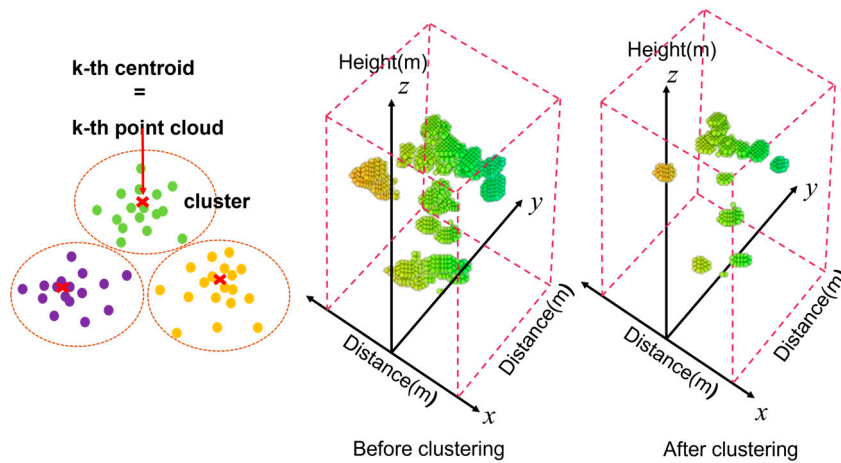 k-th centroid
=
k-th point cloud
cluster
Height(m)
z
y
Distance(m)
Distance(m)
x
Before clustering
Height(m)
z
y
Distance(m)
Distance(m)
x
After clustering